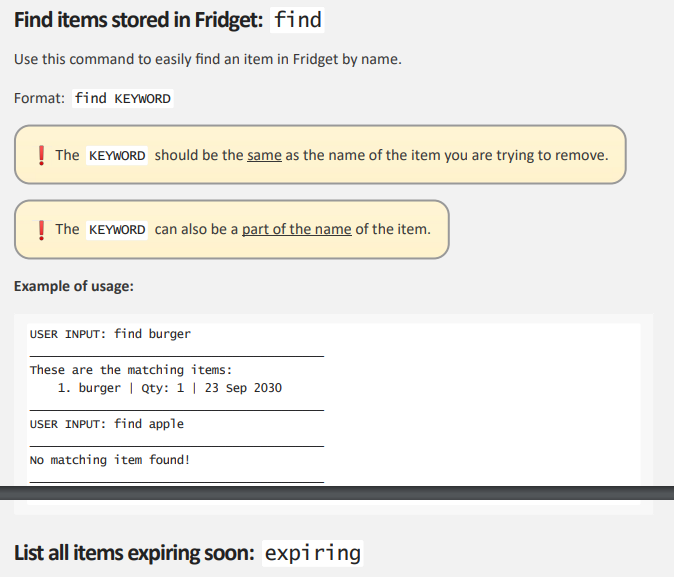 Find items stored in Fridget: find
Use this command to easily find an item in Fridget by name.
Format: find KEYWORD
❗ The KEYWORD should be the same as the name of the item you are trying to remove.
❗ The KEYWORD can also be a part of the name of the item.
Example of usage:
USER INPUT: find burger
__________________________________________
These are the matching items:
    1. burger | Qty: 1 | 23 Sep 2030
__________________________________________
USER INPUT: find apple
__________________________________________
No matching item found!
__________________________________________
List all items expiring soon: expiring